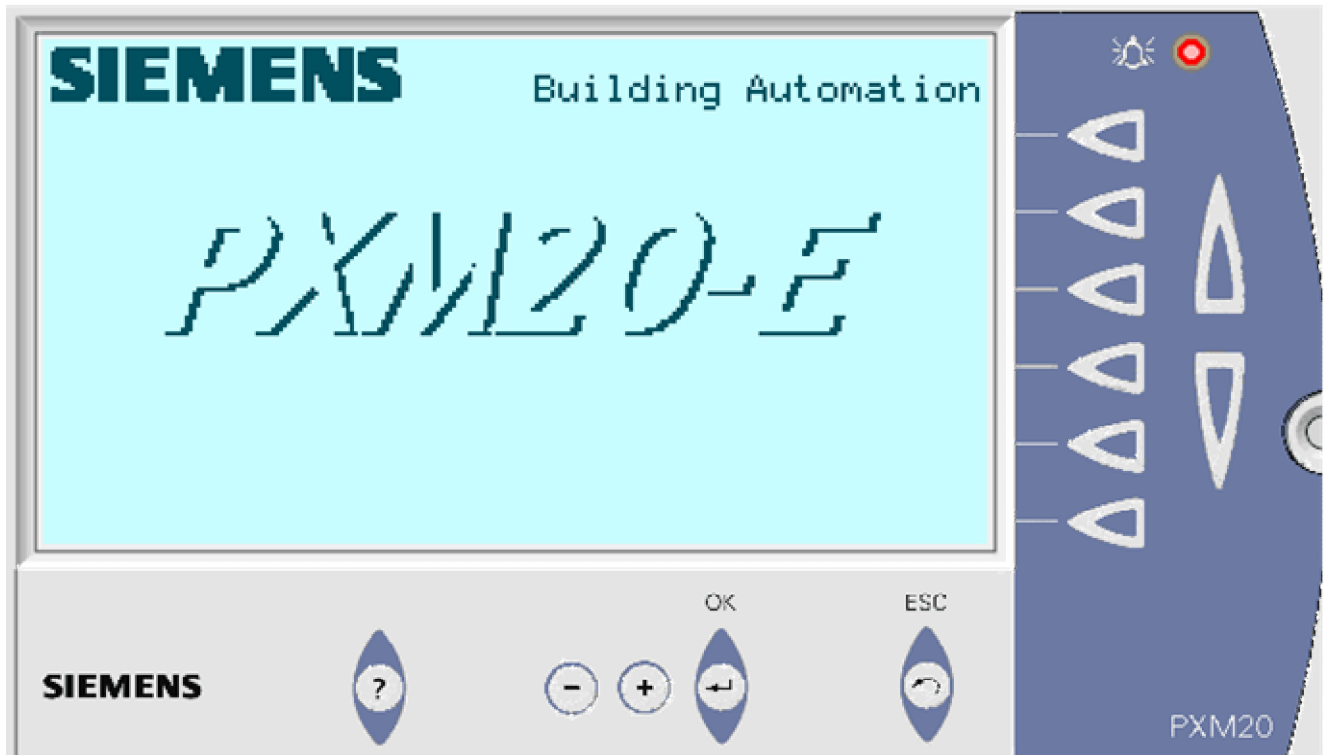 SIEMENS
Building Automation
PXM20-E
OK
ESC
SIEMENS
?
-
+
PXM20